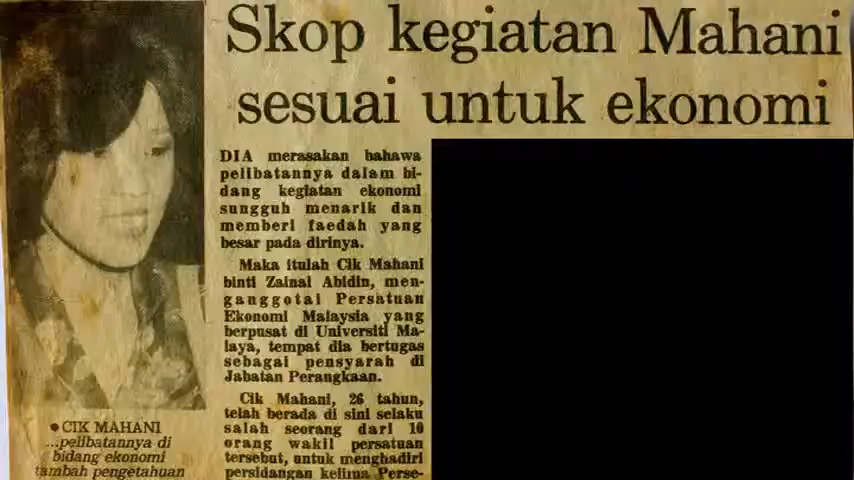 Skop kegiatan Mahani
sesuai untuk ekonomi
DIA merasakan bahawa
pelibatannya dalam bi-
dang kegiatan ekonomi
sungguh menarik dan
memberi faedah yang
besar pada dirinya.
Maka itulah Cik Mahani
binti Zainal Abidin, men-
ganggotai Persatuan
Ekonomi Malaysia yang
berpusat di Universiti Ma-
laya, tempat dia bertugas
sebagai pensyarah di
Jabatan Perangkaan.
Cik Mahani, 26 tahun,
telah berada di sini selaku
salah seorang dari 10
orang wakil persatuan
tersebut, untuk menghadiri
persidangan kelima Perse-
• CIK MAHANI
...pelibatannya di
bidang ekonomi
tambah pengetahuan